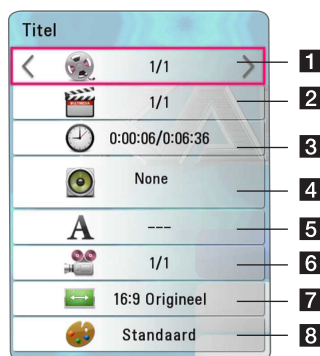 Titel
1/1 1
MULTIMEDIA
1/1 2
0:00:06/0:06:36 3
None 4
A --- 5
1/1 6
16:9 Origineel 7
Standaard 8